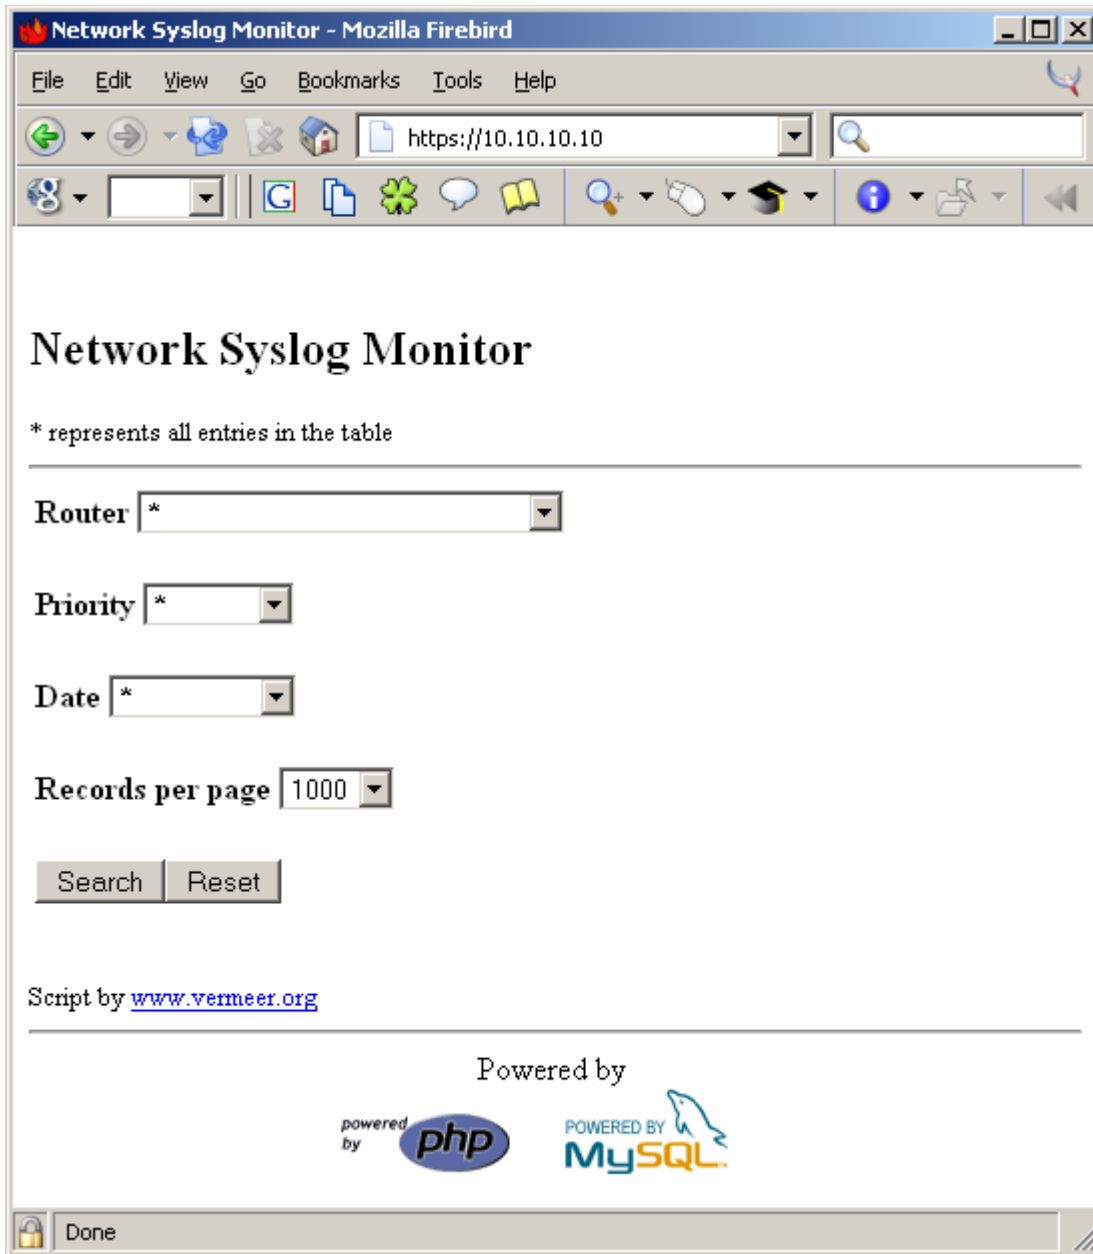 Network Syslog Monitor - Mozilla Firebird
File Edit View Go Bookmarks Tools Help
https://10.10.10.10
G
Network Syslog Monitor
* represents all entries in the table
Router *
Priority *
Date *
Records per page 1000
Search Reset
Script by www.vermeer.org
Powered by
powered by php
POWERED BY MySQL
Done